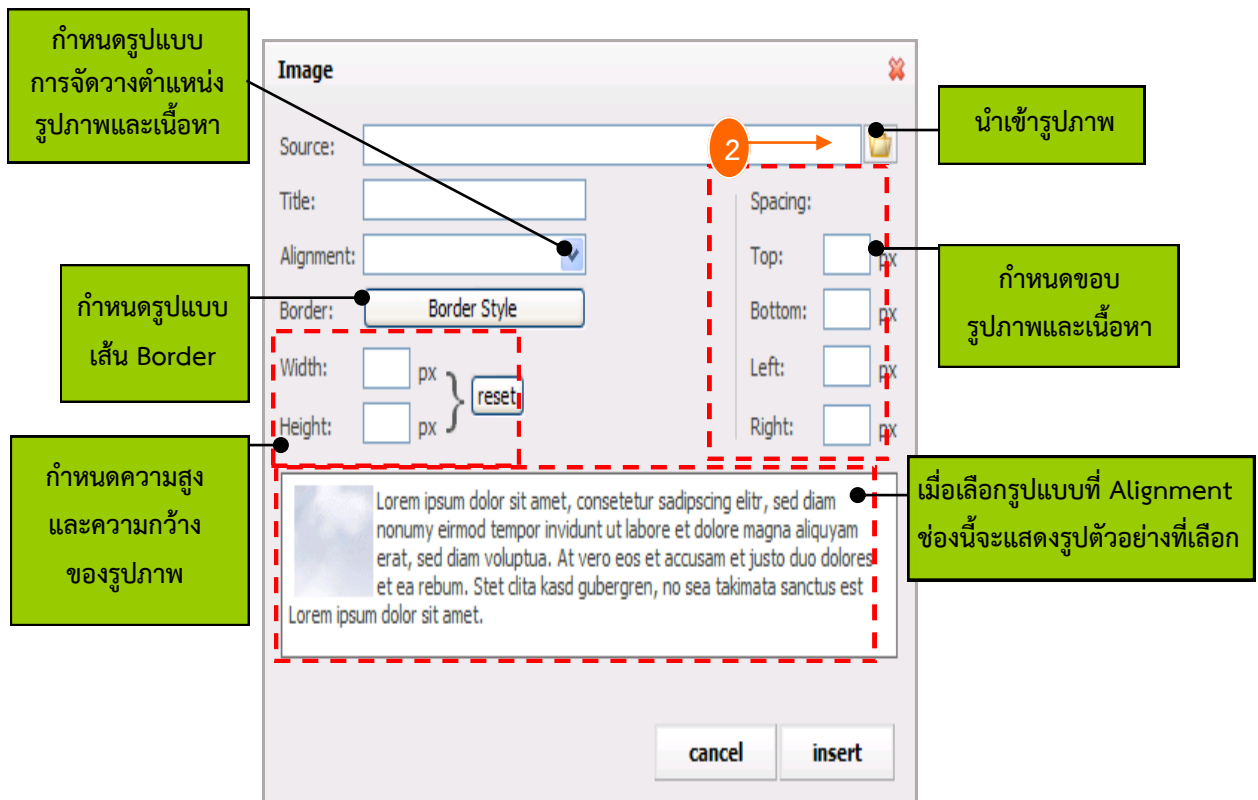 กำหนดรูปแบบ
การจัดวางตำแหน่ง
รูปภาพและเนื้อหา
Image
นำเข้ารูปภาพ
Source:
2
Title:
Spacing:
Alignment:
Top:
px
กำหนดรูปแบบ
เส้น Border
Border:
Border Style
Bottom:
px
กำหนดขอบ
รูปภาพและเนื้อหา
Width:
px
}
reset
Left:
px
Height:
px
Right:
px
กำหนดความสูง
และความกว้าง
ของรูปภาพ
เมื่อเลือกรูปแบบที่ Alignment
ช่องนี้จะแสดงรูปตัวอย่างที่เลือก
Lorem ipsum dolor sit amet, consetetur sadipscing elitr, sed diam
nonumy eirmod tempor invidunt ut labore et dolore magna aliquyam
erat, sed diam voluptua. At vero eos et accusam et justo duo dolores
et ea rebum. Stet clita kasd gubergren, no sea takimata sanctus est
Lorem ipsum dolor sit amet.
cancel
insert